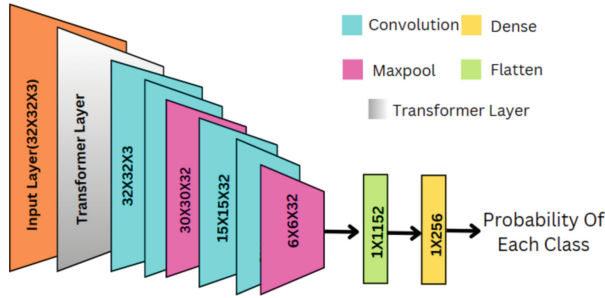 Convolution
Dense
Maxpool
Flatten
Transformer Layer
Input Layer(32X32X3)
Transformer Layer
32X32X3
30X30X32
15X15X32
6X6X32
1X1152
1X256
Probability Of
Each Class